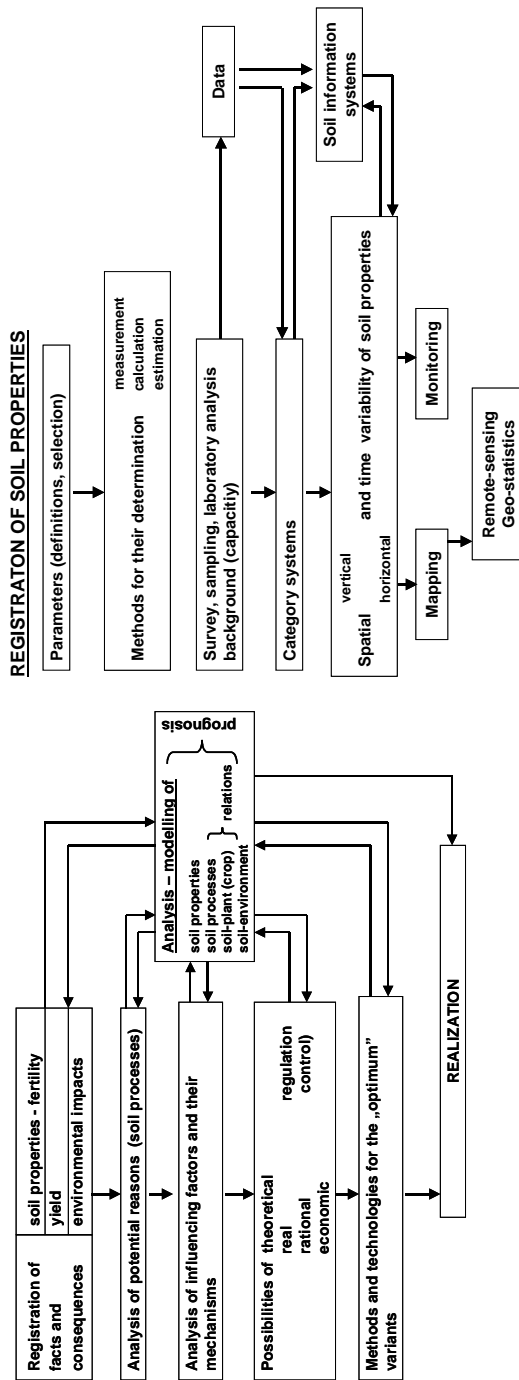 Registration of
facts and
consequences
soil properties - fertility
yield
environmental impacts
Analysis of potential reasons (soil processes)
Analysis of influencing factors and their
mechanisms
Possibilities of theoretical
real
rational
economic
regulation
control)
Methods and technologies for the „optimum”
variants
REALIZATION
Analysis – modelling of
soil properties
soil processes
soil-plant (crop)
soil-environment
relations
prognosis
REGISTRATON OF SOIL PROPERTIES
Parameters (definitions, selection)
Methods for their determination
measurement
calculation
estimation
Survey, sampling, laboratory analysis
background (capacitiy)
Data
Category systems
Soil information
systems
Spatial
vertical
horizontal
and time variability of soil properties
Mapping
Monitoring
Remote-sensing
Geo-statistics